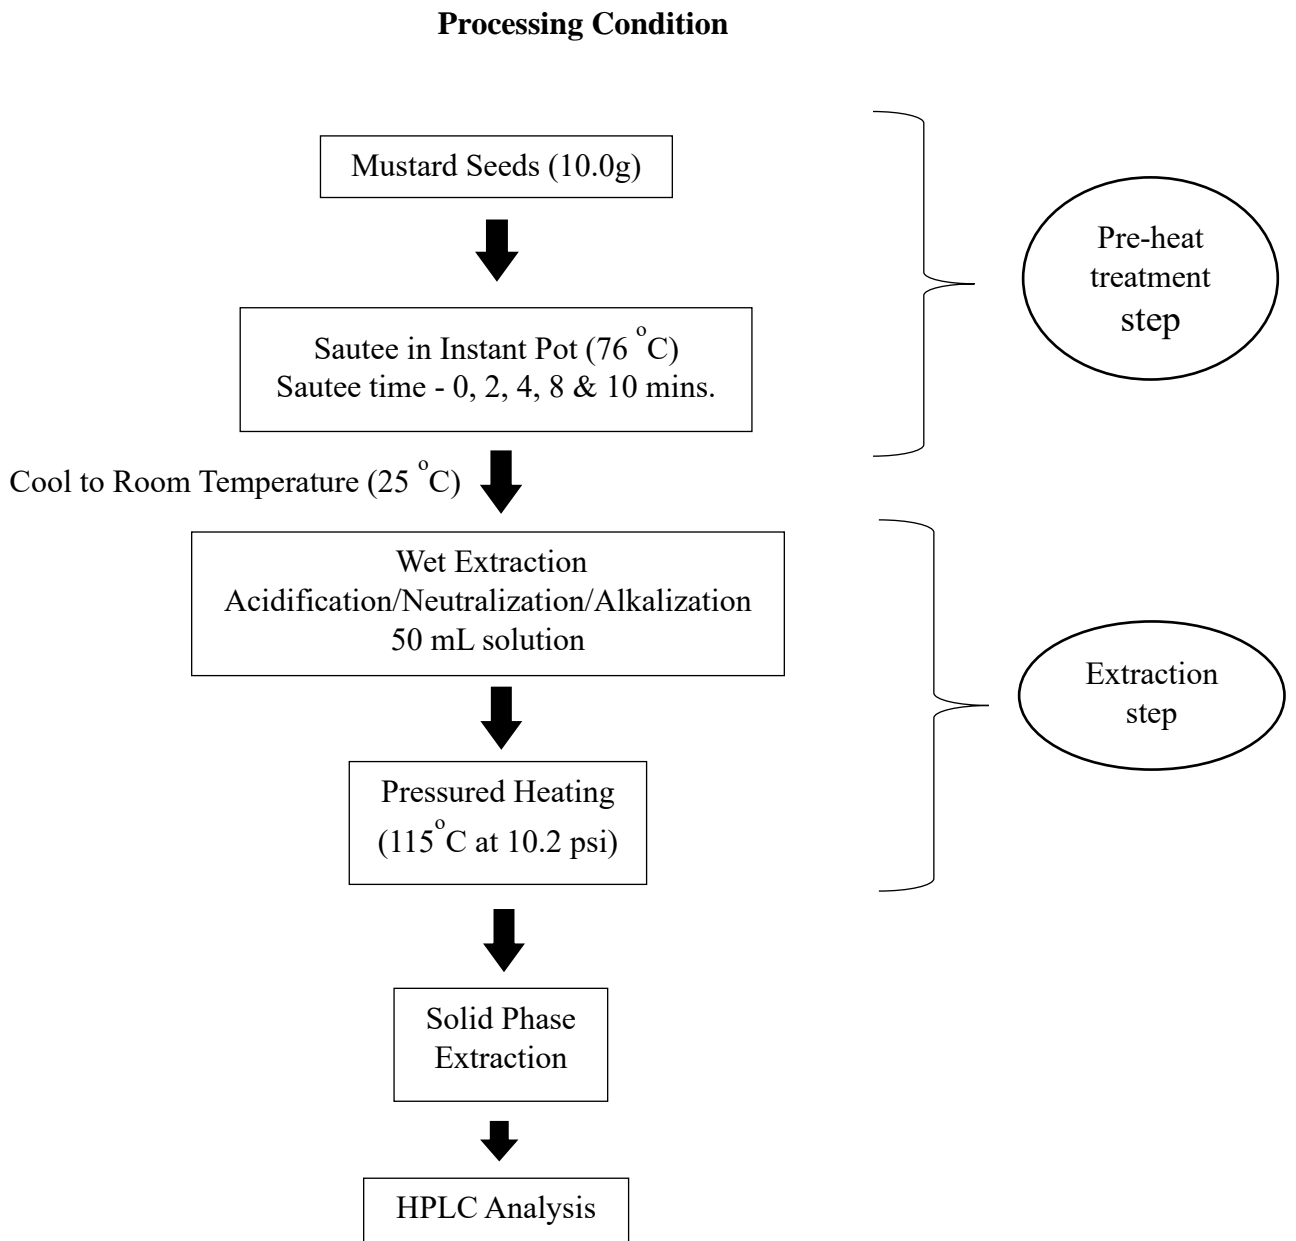 Processing Condition
Mustard Seeds (10.0g)
Pre-heat
treatment
step
Sautee in Instant Pot (76 °C)
Sautee time - 0, 2, 4, 8 & 10 mins.
Cool to Room Temperature (25 °C)
Wet Extraction
Acidification/Neutralization/Alkalization
50 mL solution
Extraction
step
Pressured Heating
(115°C at 10.2 psi)
Solid Phase
Extraction
HPLC Analysis